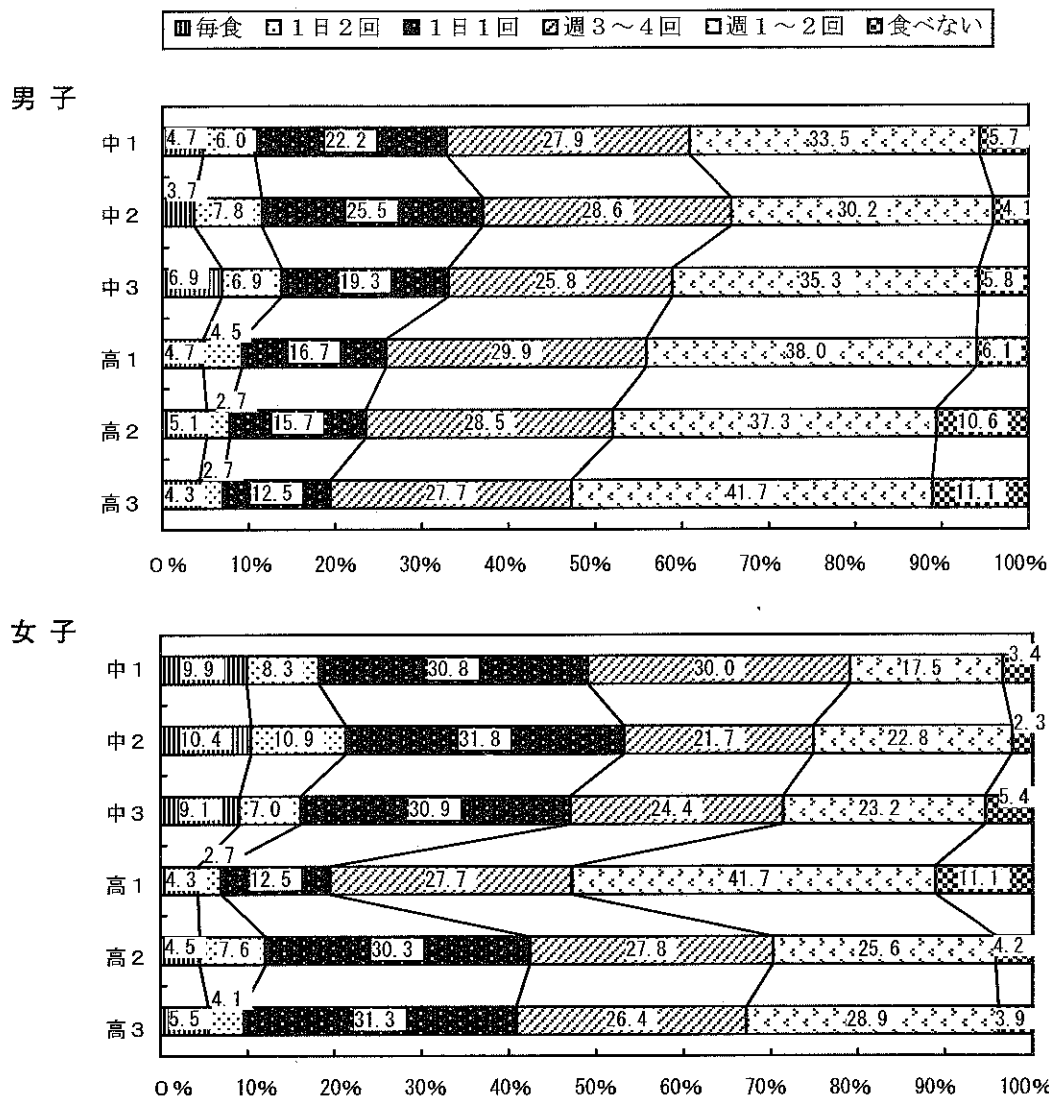 毎食 1日2回 1日1回 週3～4回 週1～2回 食べない
男子
中1 4.7 6.0 22.2 27.9 33.5 5.7
3.7
中2 7.8 25.5 28.6 30.2 4.1
中3 6.9 6.9 19.3 25.8 35.3 5.8
4.5
高1 4.7 16.7 29.9 38.0 6.1
2.7
高2 5.1 15.7 28.5 37.3 10.6
2.7
高3 4.3 12.5 27.7 41.7 11.1
0% 10% 20% 30% 40% 50% 60% 70% 80% 90% 100%
女子
3.4
中1 9.9 8.3 30.8 30.0 17.5
2.3
中2 10.4 10.9 31.8 21.7 22.8
5.4
中3 9.1 7.0 30.9 24.4 23.2
2.7
高1 4.3 12.5 27.7 41.7 11.1
高2 4.5 7.6 30.3 27.8 25.6 4.2
4.1
高3 5.5 31.3 26.4 28.9 3.9
0% 10% 20% 30% 40% 50% 60% 70% 80% 90% 100%